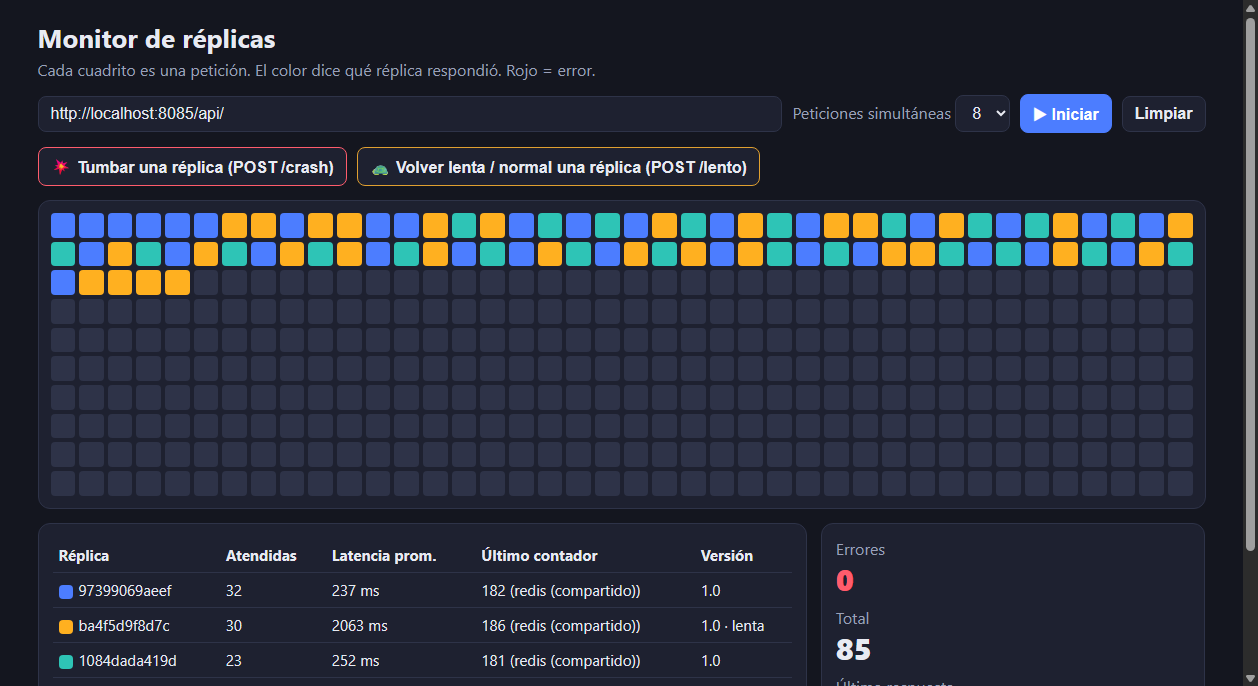 Monitor de réplicas
Cada cuadrito es una petición. El color dice qué réplica respondió. Rojo = error.
http://localhost:8085/api/ Peticiones simultáneas 8 Iniciar Limpiar
Tumbar una réplica (POST /crash) Volver lenta / normal una réplica (POST /lento)
Réplica Atendidas Latencia prom. Último contador Versión
97399069aeef 32 237 ms 182 (redis (compartido)) 1.0
ba4f5d9f8d7c 30 2063 ms 186 (redis (compartido)) 1.0 · lenta
1084dada419d 23 252 ms 181 (redis (compartido)) 1.0
Errores
0
Total
85